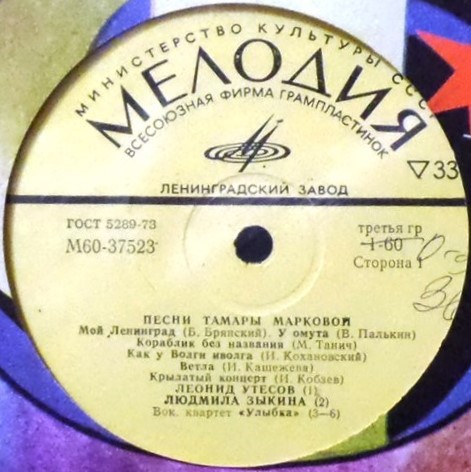 МИНИСТЕРСТВО КУЛЬТУРЫ СССР
МЕЛОДИЯ
ВСЕСОЮЗНАЯ ФИРМА ГРАМПЛАСТИНОК
ЛЕНИНГРАДСКИЙ ЗАВОД
▽33
ГОСТ 5289-73
М60-37523
третья гр
1-60
Сторона 1
ПЕСНИ ТАМАРЫ МАРКОВОЙ
Мой Ленинград (Б. Брянский). У омута (В. Палькин)
Кораблик без названия (М. Танич)
Как у Волги иволга (И. Кохановский)
Ветла (И. Кашежева)
Крылатый концерт (И. Кобзев)
ЛЕОНИД УТЕСОВ (1)
ЛЮДМИЛА ЗЫКИНА (2)
Вок. квартет «Улыбка» (3—6)